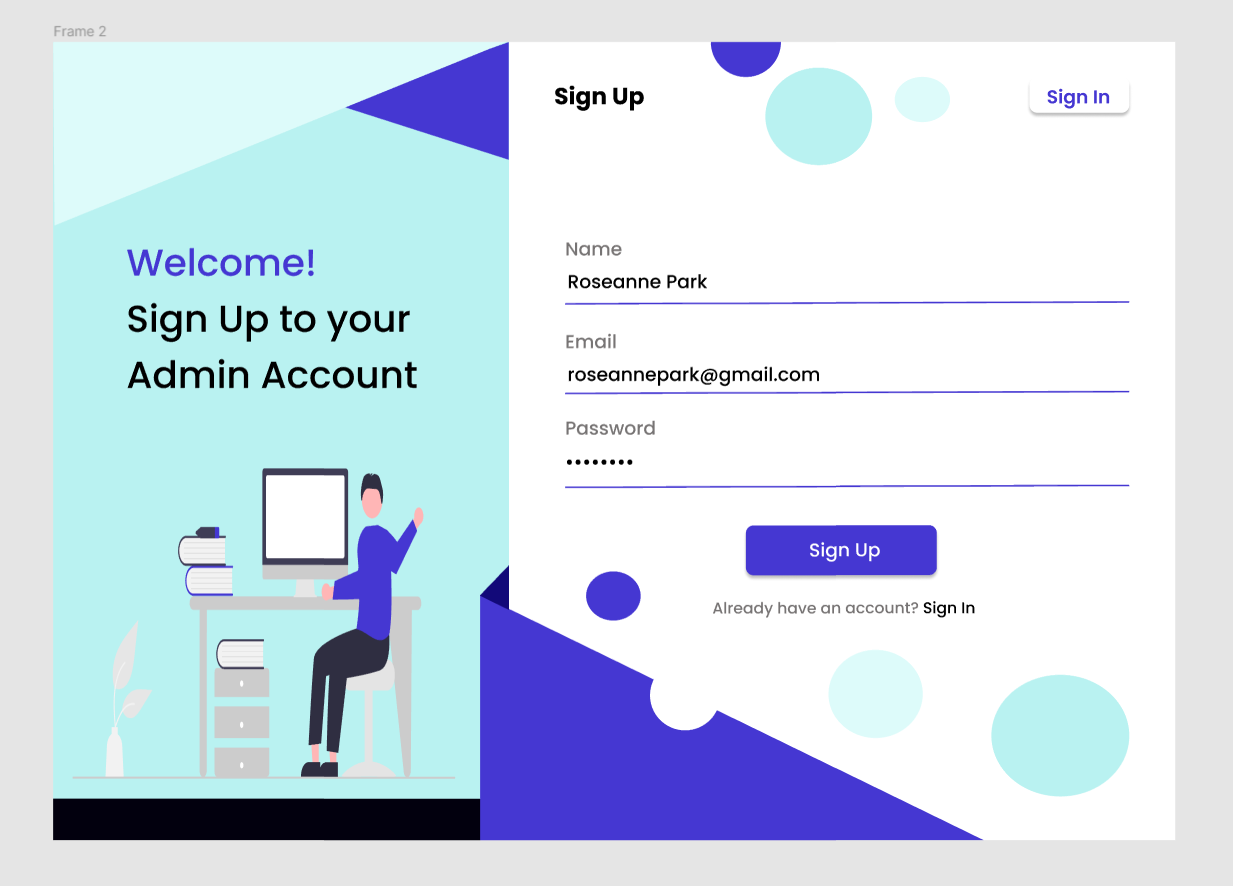 Frame 2
Sign Up
Sign In
Welcome!
Sign Up to your
Admin Account
Name
Roseanne Park
Email
roseannepark@gmail.com
Password
••••••••
Sign Up
Already have an account? Sign In